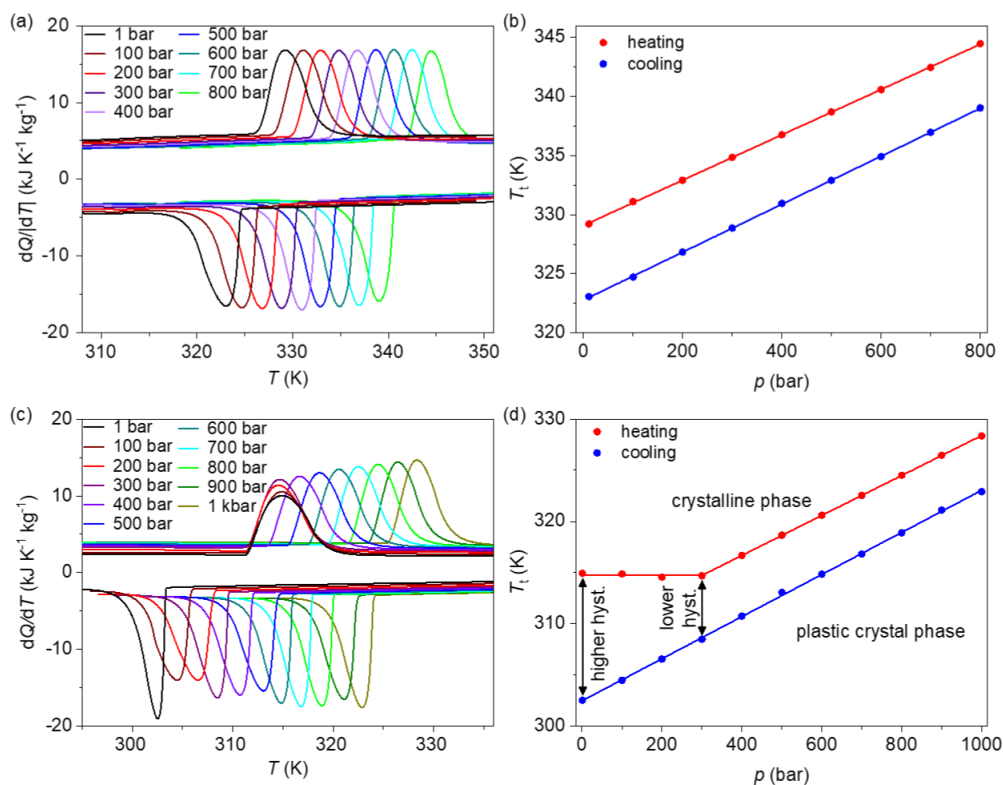 (a)
1 bar
100 bar
200 bar
300 bar
400 bar
500 bar
600 bar
700 bar
800 bar
20
10
0
-10
-20
dQ/|dT| (kJ K⁻¹ kg⁻¹)
310 320 330 340 350
T (K)
(b)
heating
cooling
345
340
335
330
325
320
Tt (K)
0 200 400 600 800
p (bar)
(c)
1 bar
100 bar
200 bar
300 bar
400 bar
500 bar
600 bar
700 bar
800 bar
900 bar
1 kbar
20
10
0
-10
-20
dQ/dT (kJ K⁻¹ kg⁻¹)
300 310 320 330
T (K)
(d)
heating
cooling
crystalline phase
plastic crystal phase
higher hyst.
lower
hyst.
330
320
310
300
Tt (K)
0 200 400 600 800 1000
p (bar)